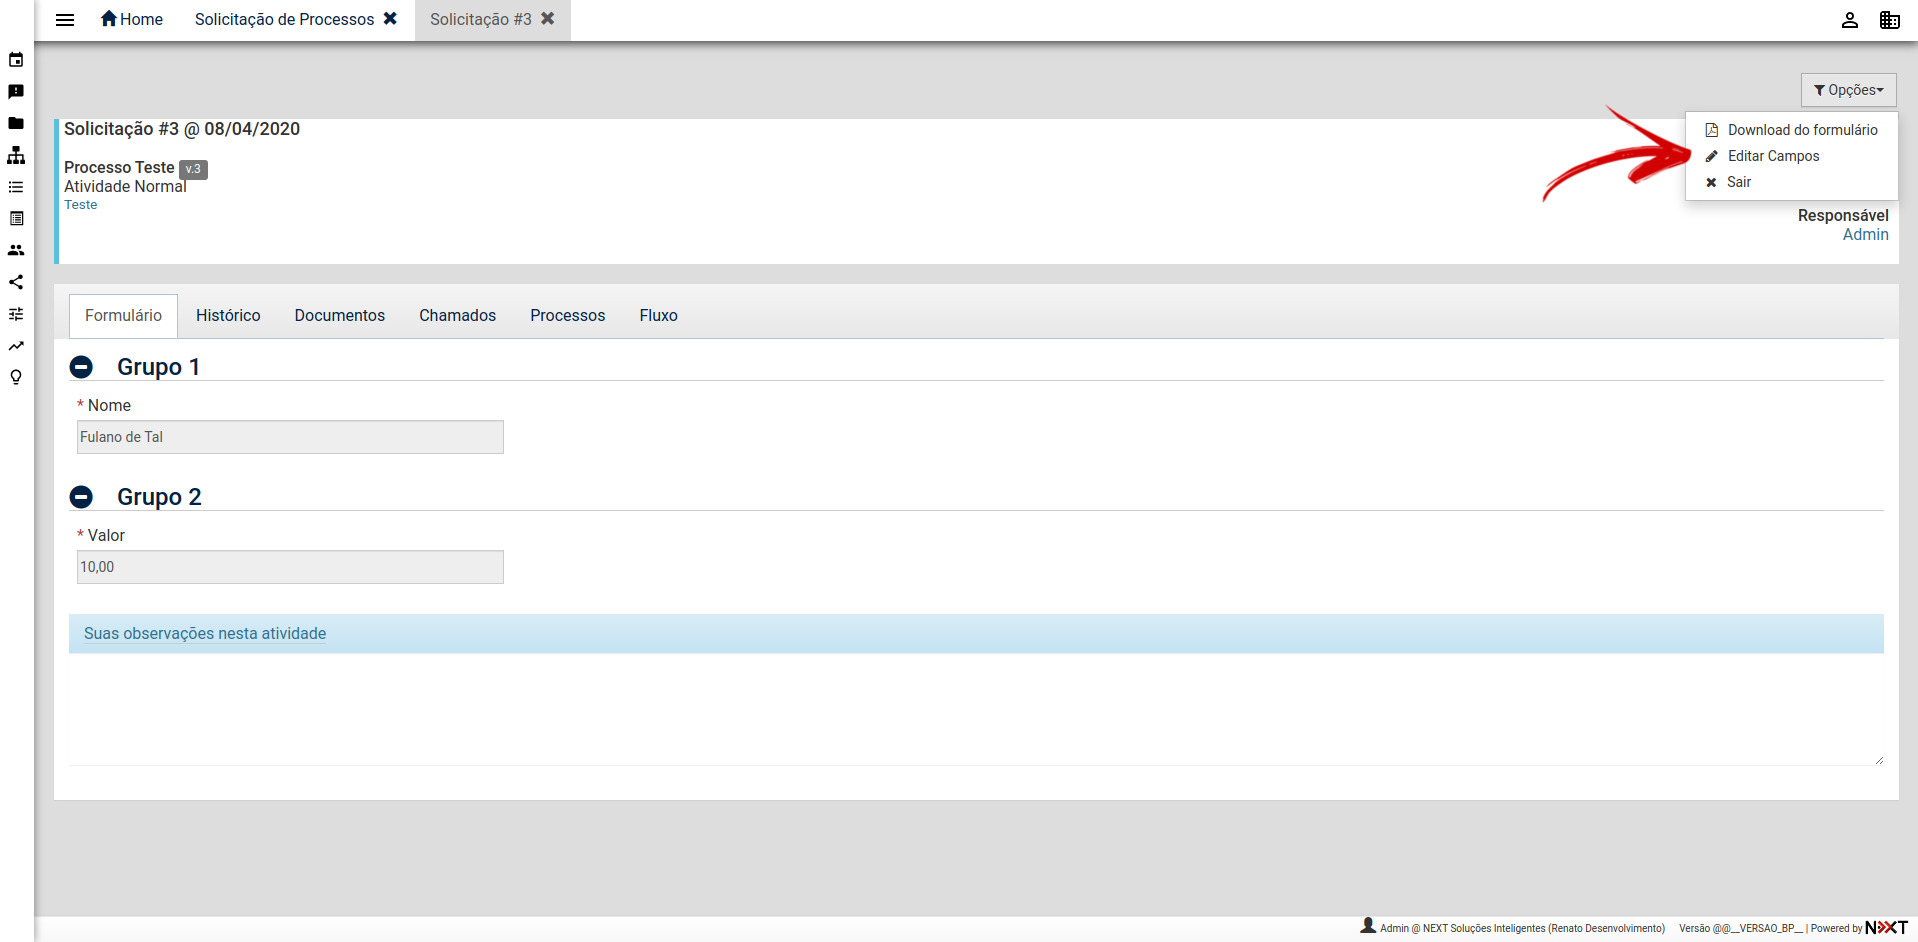 Home Solicitação de Processos Solicitação #3
Opções
Download do formulário
Editar Campos
Sair
Solicitação #3 @ 08/04/2020
Processo Teste v.3
Atividade Normal
Teste
Responsável
Admin
Formulário Histórico Documentos Chamados Processos Fluxo
Grupo 1
* Nome
Fulano de Tal
Grupo 2
* Valor
10,00
Suas observações nesta atividade
Admin @ NEXT Soluções Inteligentes (Renato Desenvolvimento) Versão @@__VERSAO_BP__ | Powered by NEXT